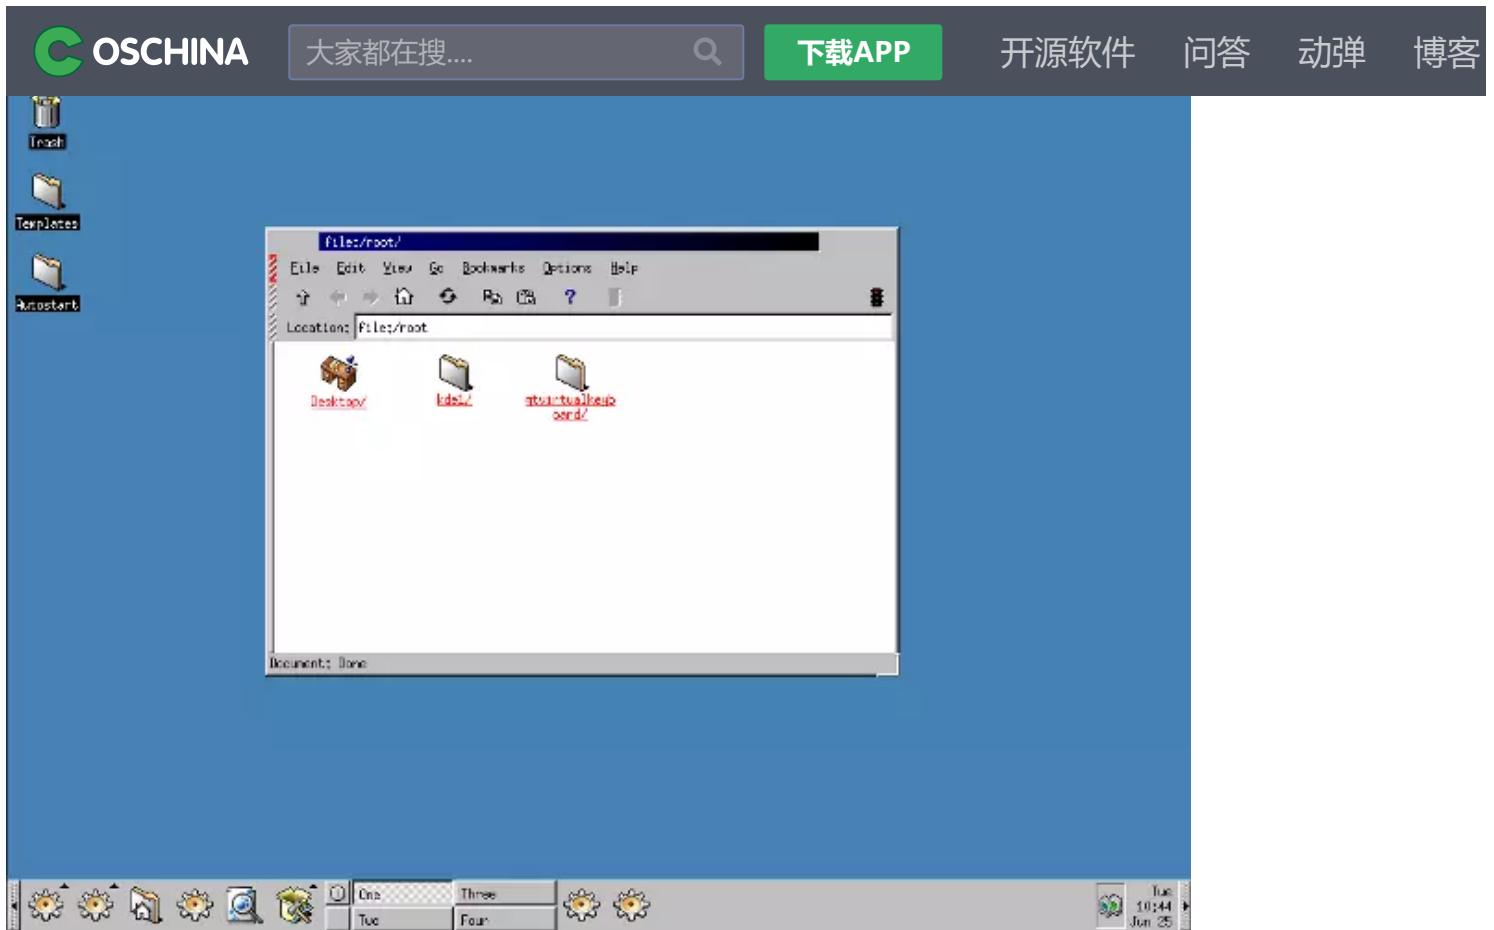 OSCHINA 大家都在搜.... 下载APP 开源软件 问答 动弹 博客
Trash
Templates
Autostart
file:/root/
File Edit View Go Bookmarks Options Help
Location: file:/root
Desktop/ kde1/ qtvirtualkeyb
oard/
Document: Done
One Three
Two Four
Tue
10:44
Jun 25